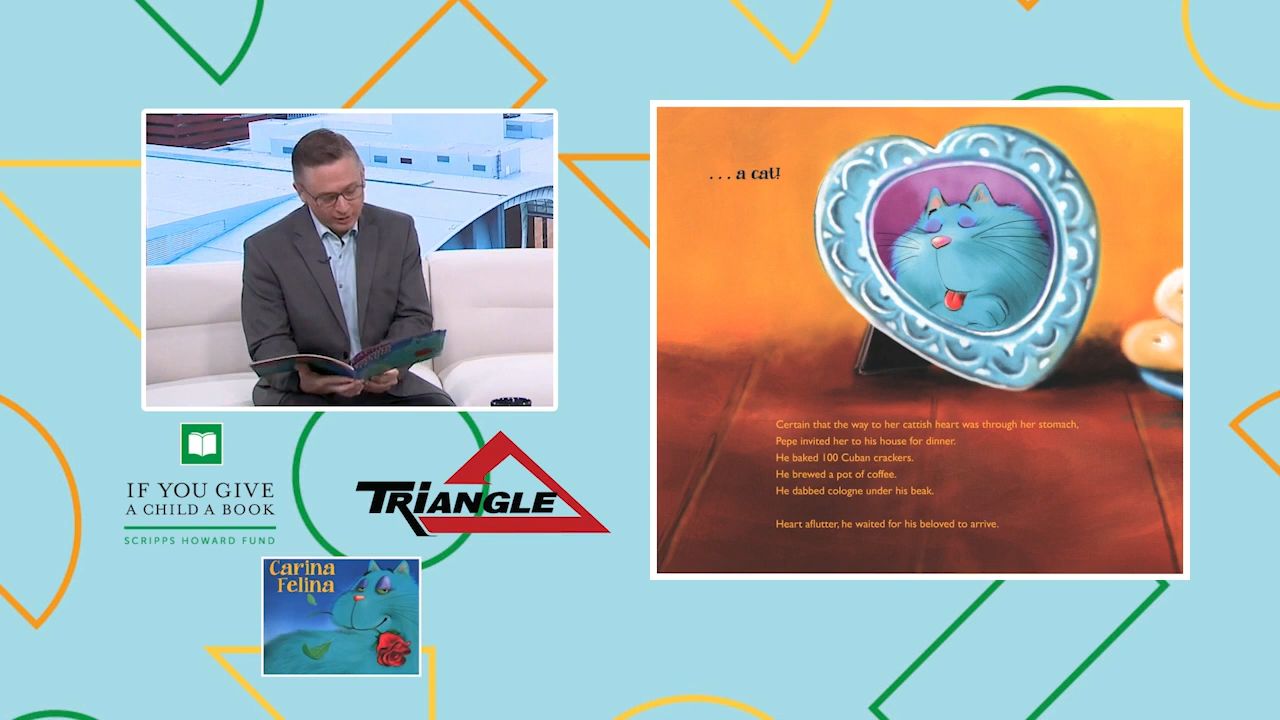 . . . a cat!
Certain that the way to her cattish heart was through her stomach,
Pepe invited her to his house for dinner.
He baked 100 Cuban crackers.
He brewed a pot of coffee.
He dabbed cologne under his beak.
Heart aflutter, he waited for his beloved to arrive.
IF YOU GIVE
A CHILD A BOOK
SCRIPPS HOWARD FUND
TRiANGLE
Carina
Felina